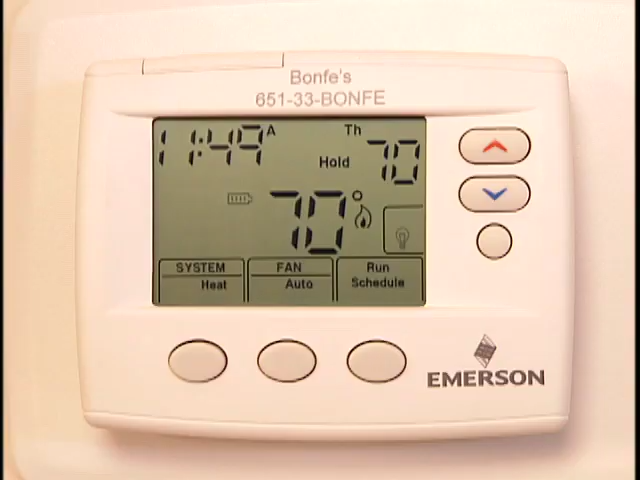 Bonfe's
651-33-BONFE
11:49 A Th
Hold 70
70°
SYSTEM FAN Run
Heat Auto Schedule
EMERSON